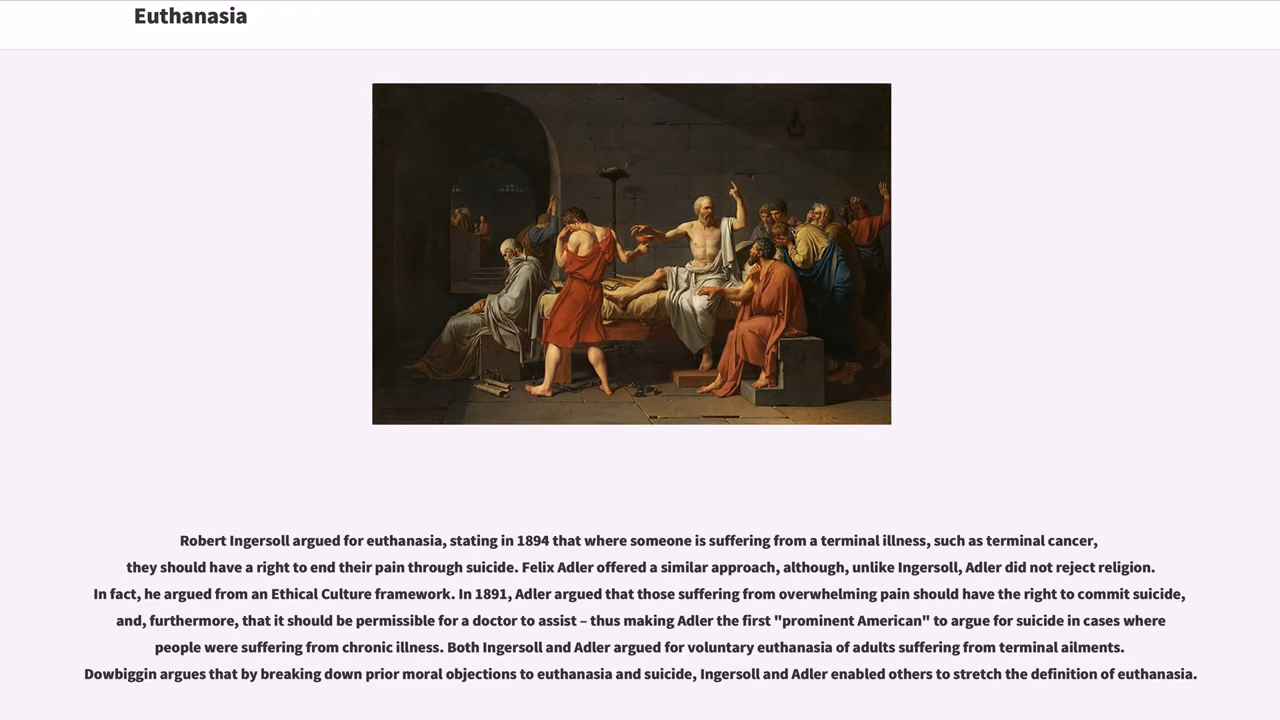 Euthanasia
Robert Ingersoll argued for euthanasia, stating in 1894 that where someone is suffering from a terminal illness, such as terminal cancer,
they should have a right to end their pain through suicide. Felix Adler offered a similar approach, although, unlike Ingersoll, Adler did not reject religion.
In fact, he argued from an Ethical Culture framework. In 1891, Adler argued that those suffering from overwhelming pain should have the right to commit suicide,
and, furthermore, that it should be permissible for a doctor to assist – thus making Adler the first "prominent American" to argue for suicide in cases where
people were suffering from chronic illness. Both Ingersoll and Adler argued for voluntary euthanasia of adults suffering from terminal ailments.
Dowbiggin argues that by breaking down prior moral objections to euthanasia and suicide, Ingersoll and Adler enabled others to stretch the definition of euthanasia.